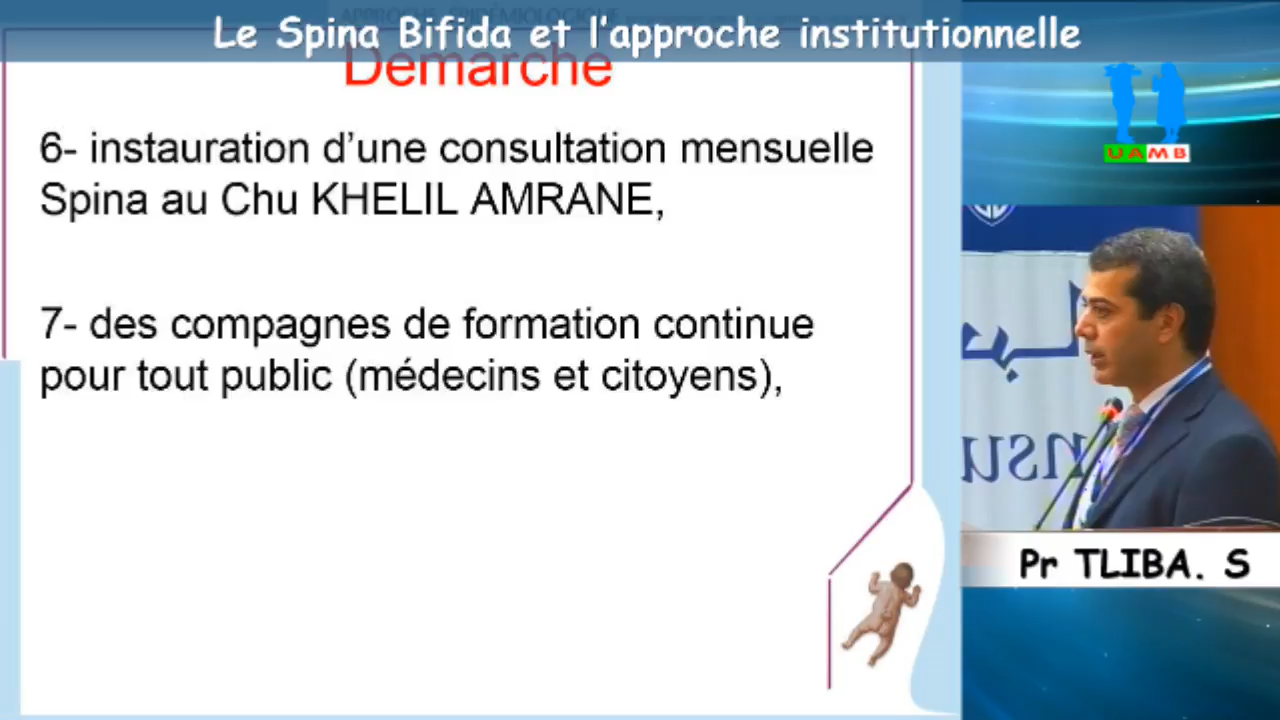 Le Spina Bifida et l'approche institutionnelle
Demarche
6- instauration d'une consultation mensuelle
Spina au Chu KHELIL AMRANE,
7- des compagnes de formation continue
pour tout public (médecins et citoyens),
UAMB
Pr TLIBA. S